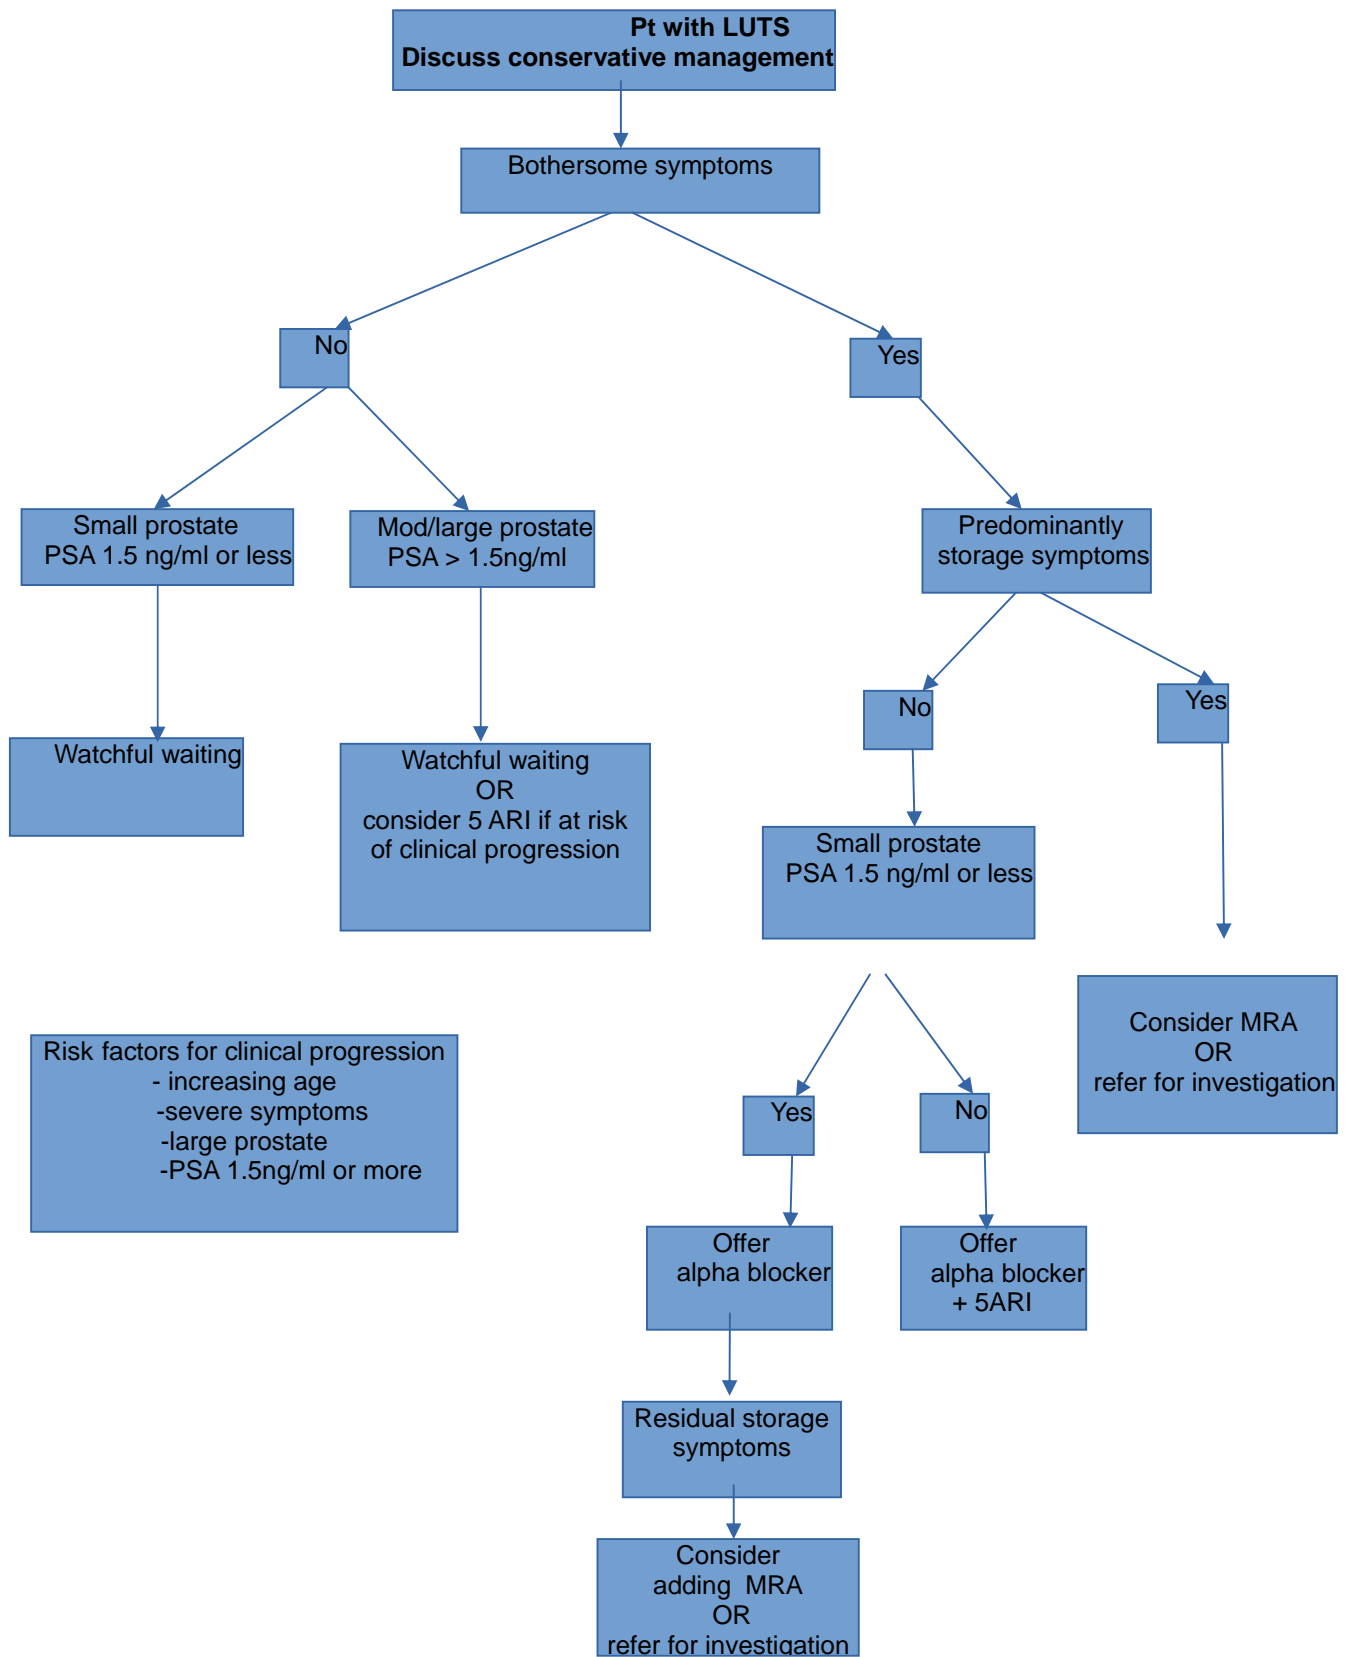 Pt with LUTS
Discuss conservative management
Bothersome symptoms
No
Yes
Small prostate
PSA 1.5 ng/ml or less
Mod/large prostate
PSA > 1.5ng/ml
Predominantly
storage symptoms
No
Yes
Watchful waiting
Watchful waiting
OR
consider 5 ARI if at risk
of clinical progression
Small prostate
PSA 1.5 ng/ml or less
Consider MRA
OR
refer for investigation
Risk factors for clinical progression
- increasing age
-severe symptoms
-large prostate
-PSA 1.5ng/ml or more
Yes
No
Offer
alpha blocker
Offer
alpha blocker
+ 5ARI
Residual storage
symptoms
Consider
adding  MRA
OR
refer for investigation